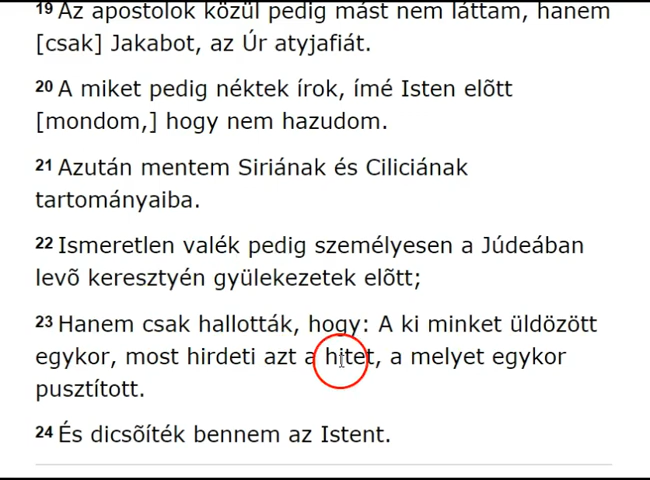 19 Az apostolok közül pedig mást nem láttam, hanem
[csak] Jakabot, az Úr atyjafiát.
20 A miket pedig néktek írok, ímé Isten elõtt
[mondom,] hogy nem hazudom.
21 Azután mentem Siriának és Ciliciának
tartományaiba.
22 Ismeretlen valék pedig személyesen a Júdeában
levõ keresztyén gyülekezetek elõtt;
23 Hanem csak hallották, hogy: A ki minket üldözött
egykor, most hirdeti azt a hitet, a melyet egykor
pusztított.
24 És dicsõíték bennem az Istent.